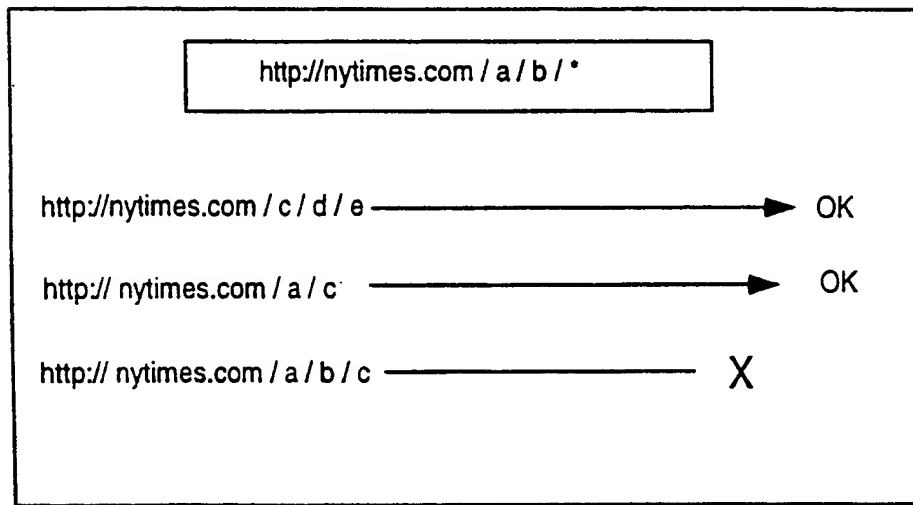 http://nytimes.com / a / b / *
http://nytimes.com / c / d / e OK
http:// nytimes.com / a / c OK
http:// nytimes.com / a / b / c X